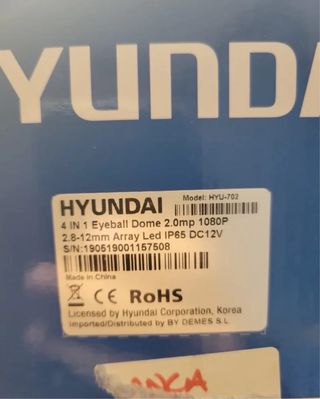 YUNDA
HYUNDAI Model: HYU-702
4 IN 1 Eyeball Dome 2.0mp 1080P
2.8-12mm Array Led IP65 DC12V
S/N:190519001157508
Made in China
CE RoHS
Licensed by Hyundai Corporation, Korea
Imported/Distributed by BY DEMES S.L.